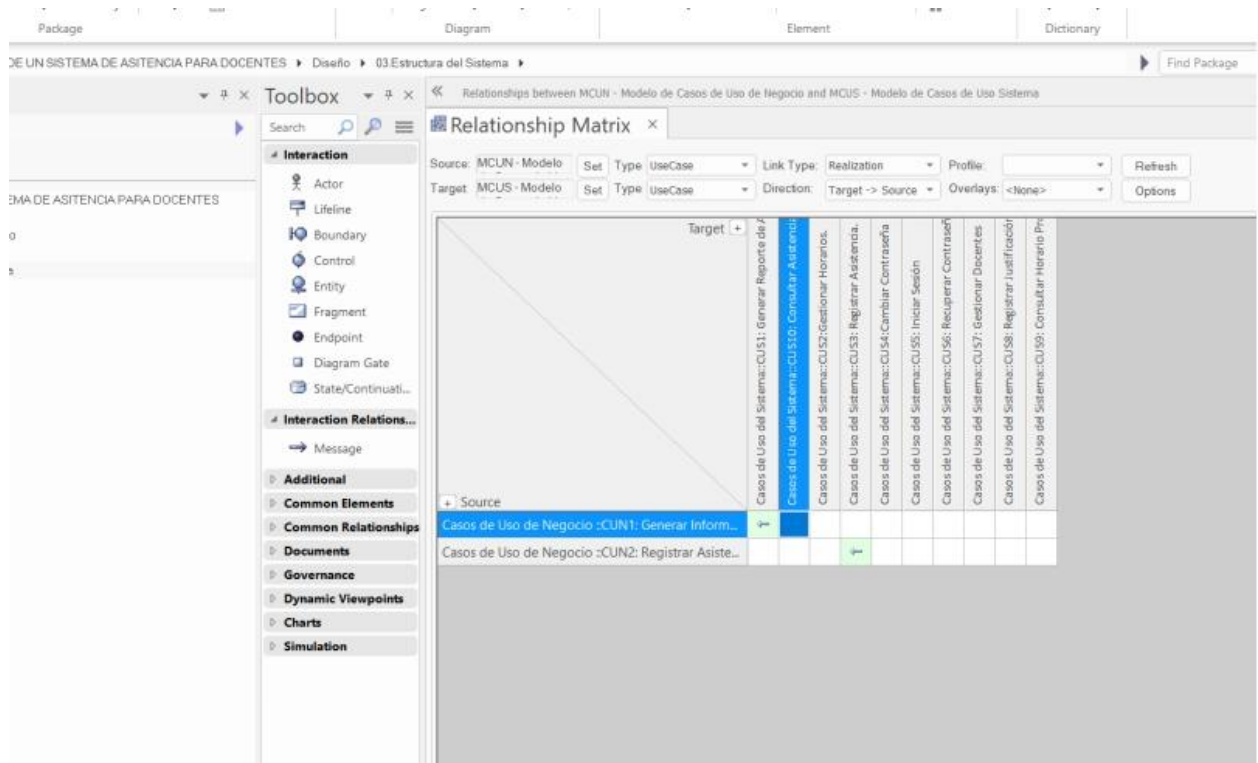 Package Diagram Element Dictionary
DE UN SISTEMA DE ASITENCIA PARA DOCENTES Diseño 03.Estructura del Sistema Find Package
EMA DE ASITENCIA PARA DOCENTES
Toolbox
Search
Interaction
Actor
Lifeline
Boundary
Control
Entity
Fragment
Endpoint
Diagram Gate
State/Continuati...
Interaction Relations...
Message
Additional
Common Elements
Common Relationships
Documents
Governance
Dynamic Viewpoints
Charts
Simulation
Relationships between MCUN - Modelo de Casos de Uso de Negocio and MCUS - Modelo de Casos de Uso Sistema
Relationship Matrix
Source: MCUN - Modelo Set Type UseCase Link Type: Realization Profile: Refresh
Target MCUS - Modelo Set Type UseCase Direction: Target -> Source Overlays: <None> Options
Target +
Casos de Uso del Sistema::CUS1: Generar Reporte de
Casos de Uso del Sistema::CUS10: Consultar Asistencia
Casos de Uso del Sistema::CUS2:Gestionar Horarios.
Casos de Uso del Sistema::CUS3: Registrar Asistencia.
Casos de Uso del Sistema::CUS4:Cambiar Contraseña
Casos de Uso del Sistema::CUS5: Iniciar Sesión
Casos de Uso del Sistema::CUS6: Recuperar Contraseñ
Casos de Uso del Sistema::CUS7: Gestionar Docentes
Casos de Uso del Sistema::CUS8: Registrar Justificación
Casos de Uso del Sistema::CUS9: Consultar Horario Pro
+ Source
Casos de Uso de Negocio ::CUN1: Generar Inform...
Casos de Uso de Negocio ::CUN2: Registrar Asiste...